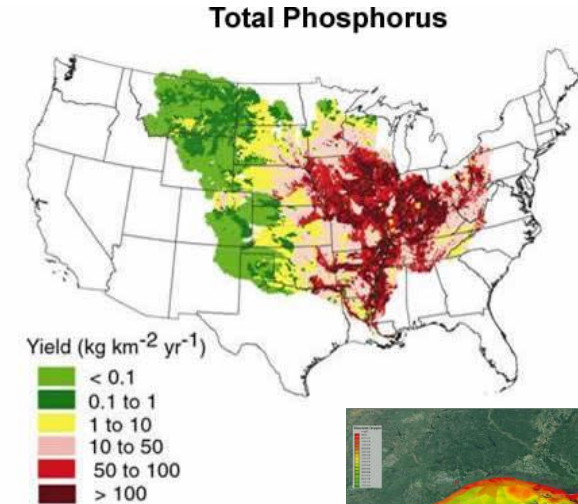 Total Phosphorus
Yield (kg km⁻² yr⁻¹)
< 0.1
0.1 to 1
1 to 10
10 to 50
50 to 100
> 100